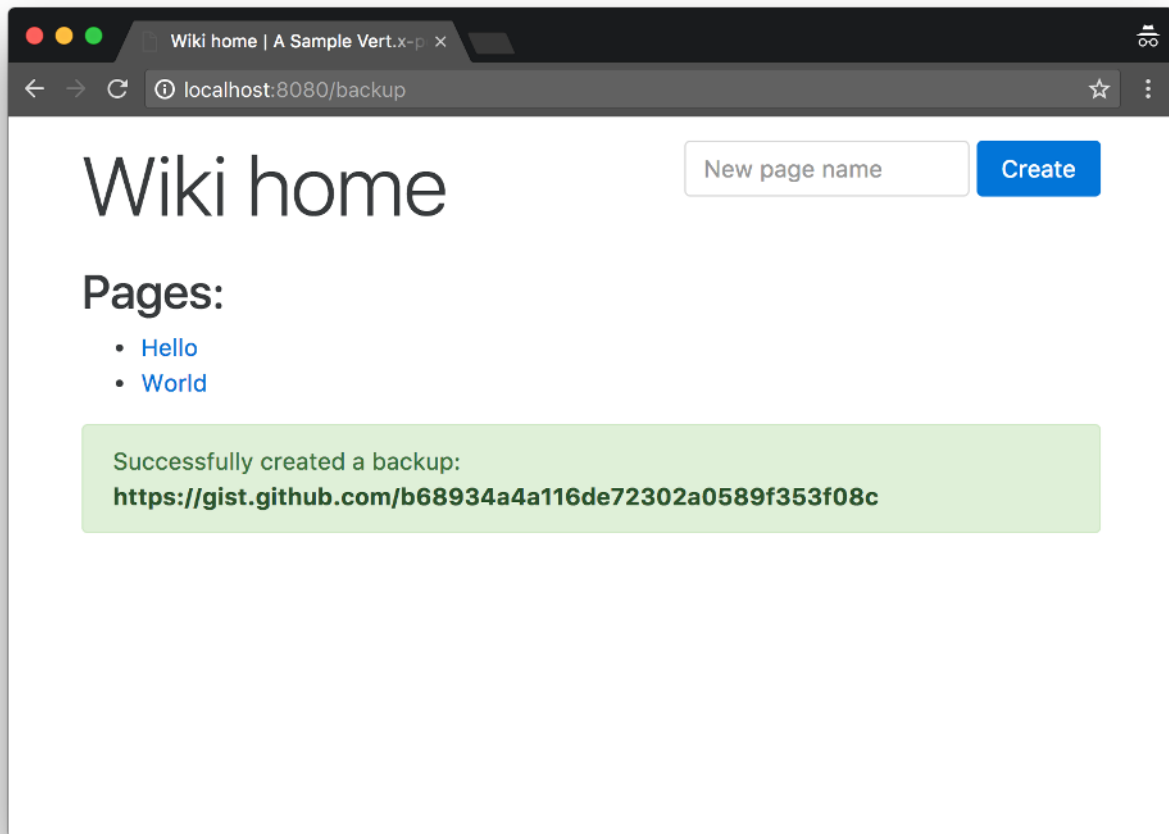 Wiki home | A Sample Vert.x-p
localhost:8080/backup
Wiki home
New page name
Create
Pages:
Hello
World
Successfully created a backup:
https://gist.github.com/b68934a4a116de72302a0589f353f08c